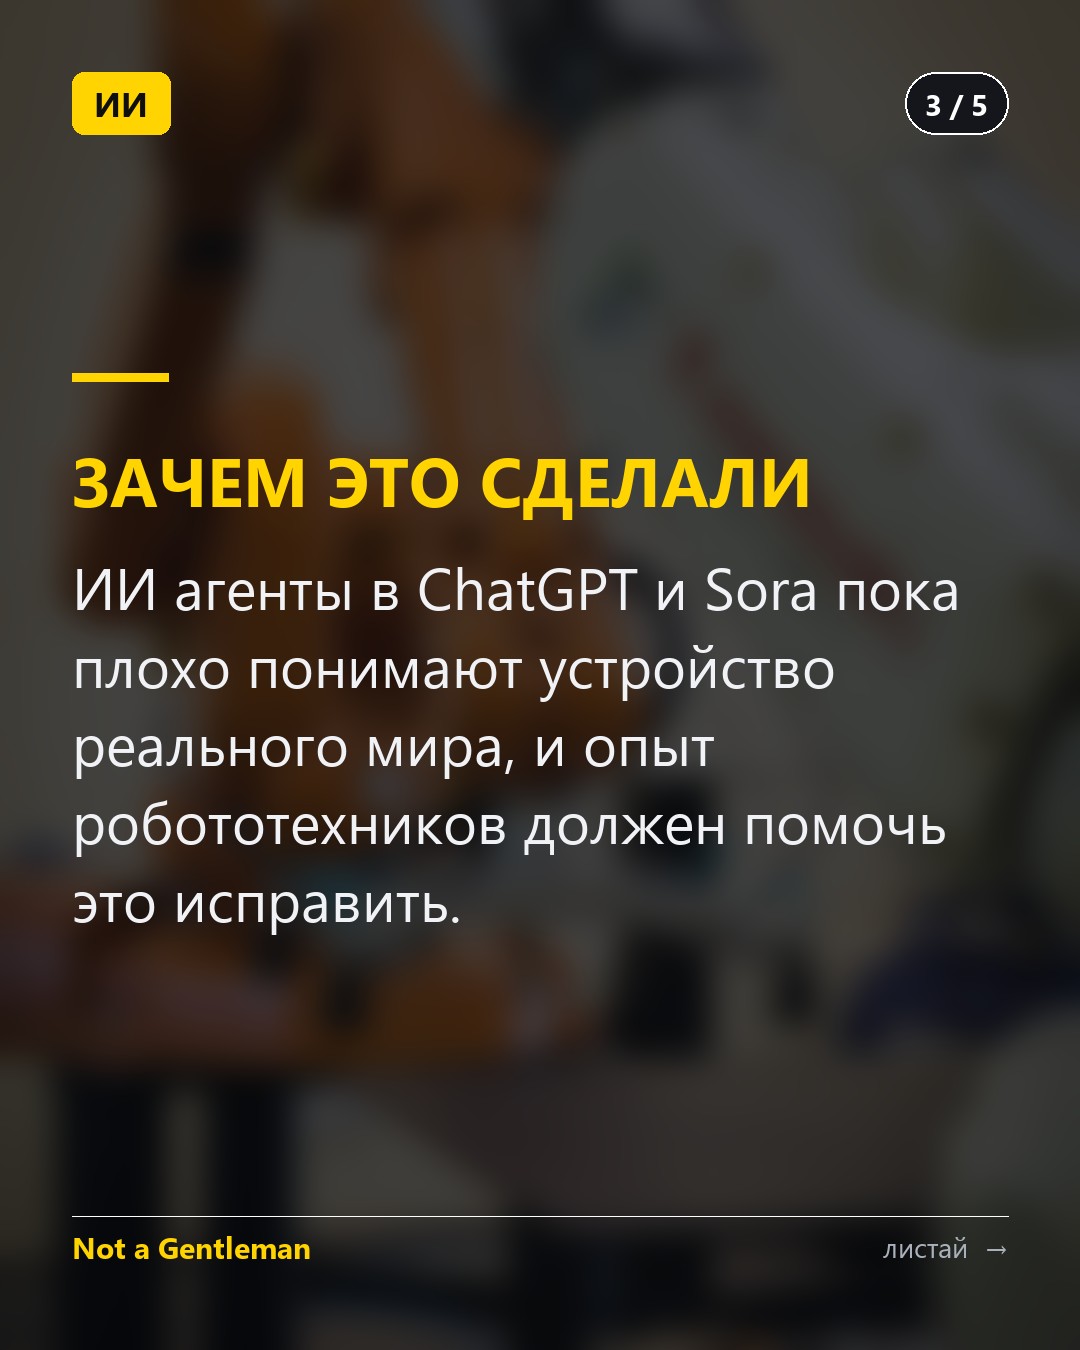 ИИ
3 / 5
ЗАЧЕМ ЭТО СДЕЛАЛИ
ИИ агенты в ChatGPT и Sora пока
плохо понимают устройство
реального мира, и опыт
робототехников должен помочь
это исправить.
Not a Gentleman
листай →